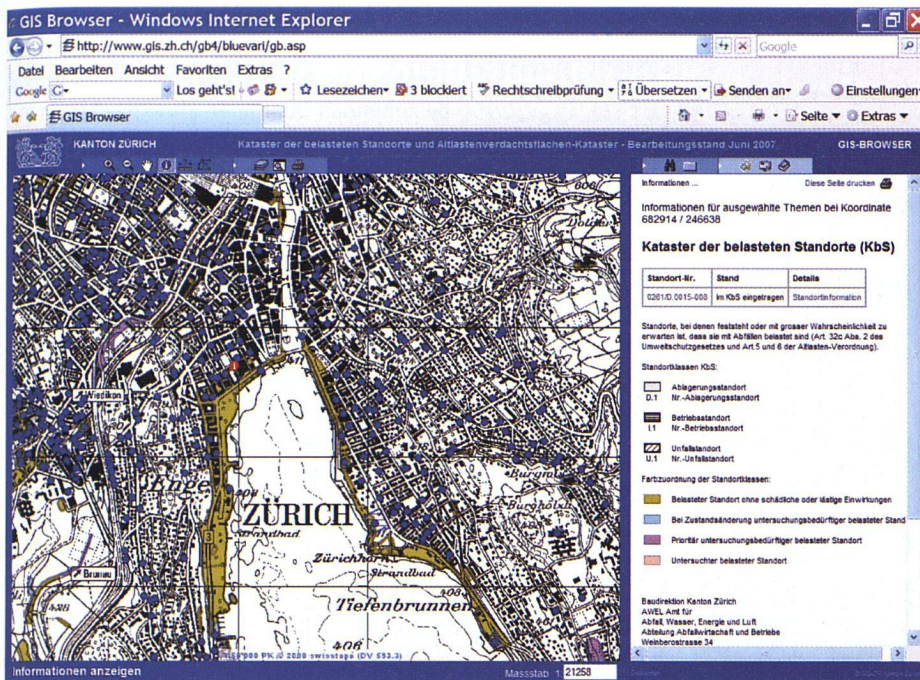 GIS Browser - Windows Internet Explorer
http://www.gis.zh.ch/gb4/bluevari/gb.asp
Google
Datei Bearbeiten Ansicht Favoriten Extras ?
Google G Los geht's! Lesezeichen 3 blockiert Rechtschreibprüfung Übersetzen Senden an Einstellungen
GIS Browser
Seite Extras
KANTON ZÜRICH
Kataster der belasteten Standorte und Altlastenverdachtsflächen-Kataster - Bearbeitungsstand Juni 2007
GIS-BROWSER
Wiedikon
Enge
ZÜRICH
Strandbad
Brunau
Zürichhorn
Strandbad
Tiefenbrunnen
Burghölzli
3
408
406
428
Informationen ...
Diese Seite drucken
Informationen für ausgewählte Themen bei Koordinate
682914 / 246638
Kataster der belasteten Standorte (KbS)
Standort-Nr. Stand Details
0261/D.0015-008 Im KbS eingetragen Standortinformation
Standorte, bei denen feststeht oder mit grosser Wahrscheinlichkeit zu
erwarten ist, dass sie mit Abfällen belastet sind (Art. 32c Abs. 2 des
Umweltschutzgesetzes und Art.5 und 6 der Altlasten-Verordnung).
Standortklassen KbS:
Ablagerungsstandort
D.1 Nr.-Ablagerungsstandort
Betriebsstandort
I.1 Nr.-Betriebsstandort
Unfallstandort
U.1 Nr.-Unfallstandort
Farbzuordnung der Standortklassen:
Belasteter Standort ohne schädliche oder lästige Einwirkungen
Bei Zustandsänderung untersuchungsbedürftiger belasteter Stand
Prioritär untersuchungsbedürftiger belasteter Standort
Untersuchter belasteter Standort
Baudirektion Kanton Zürich
AWEL Amt für
Abfall, Wasser, Energie und Luft
Abteilung Abfallwirtschaft und Betriebe
Weinbergstrasse 34
Informationen anzeigen
Massstab 1: 21258